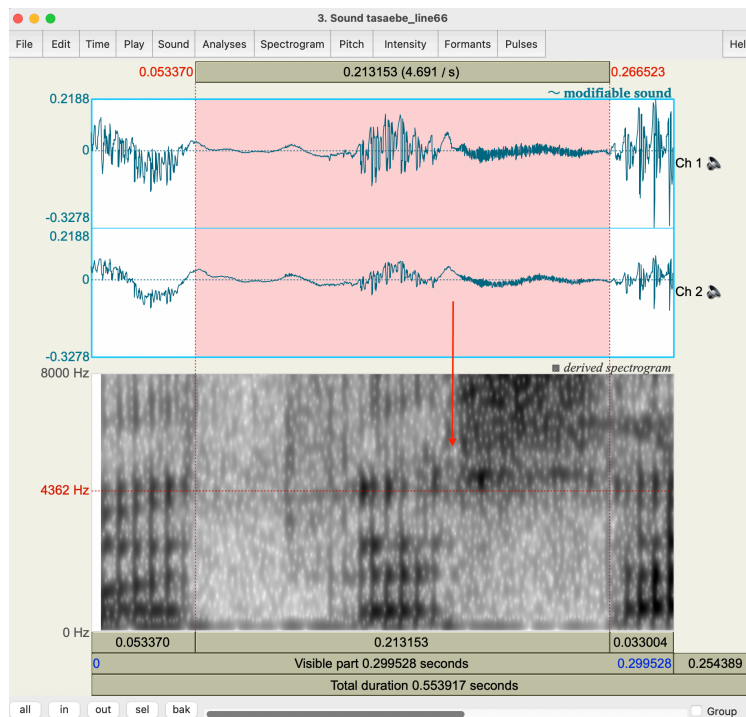 3. Sound tasaebe_line66
File Edit Time Play Sound Analyses Spectrogram Pitch Intensity Formants Pulses Hel
0.053370 0.213153 (4.691 / s) 0.266523
~ modifiable sound
0.2188
0
-0.3278
Ch 1
0.2188
0
-0.3278
Ch 2
derived spectrogram
8000 Hz
4362 Hz
0 Hz
0.053370 0.213153 0.033004
0 Visible part 0.299528 seconds 0.299528 0.254389
Total duration 0.553917 seconds
all in out sel bak Group